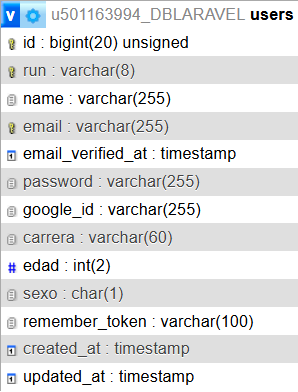 v u501163994_DBLARAVEL users
id : bigint(20) unsigned
run : varchar(8)
name : varchar(255)
email : varchar(255)
email_verified_at : timestamp
password : varchar(255)
google_id : varchar(255)
carrera : varchar(60)
# edad : int(2)
sexo : char(1)
remember_token : varchar(100)
created_at : timestamp
updated_at : timestamp